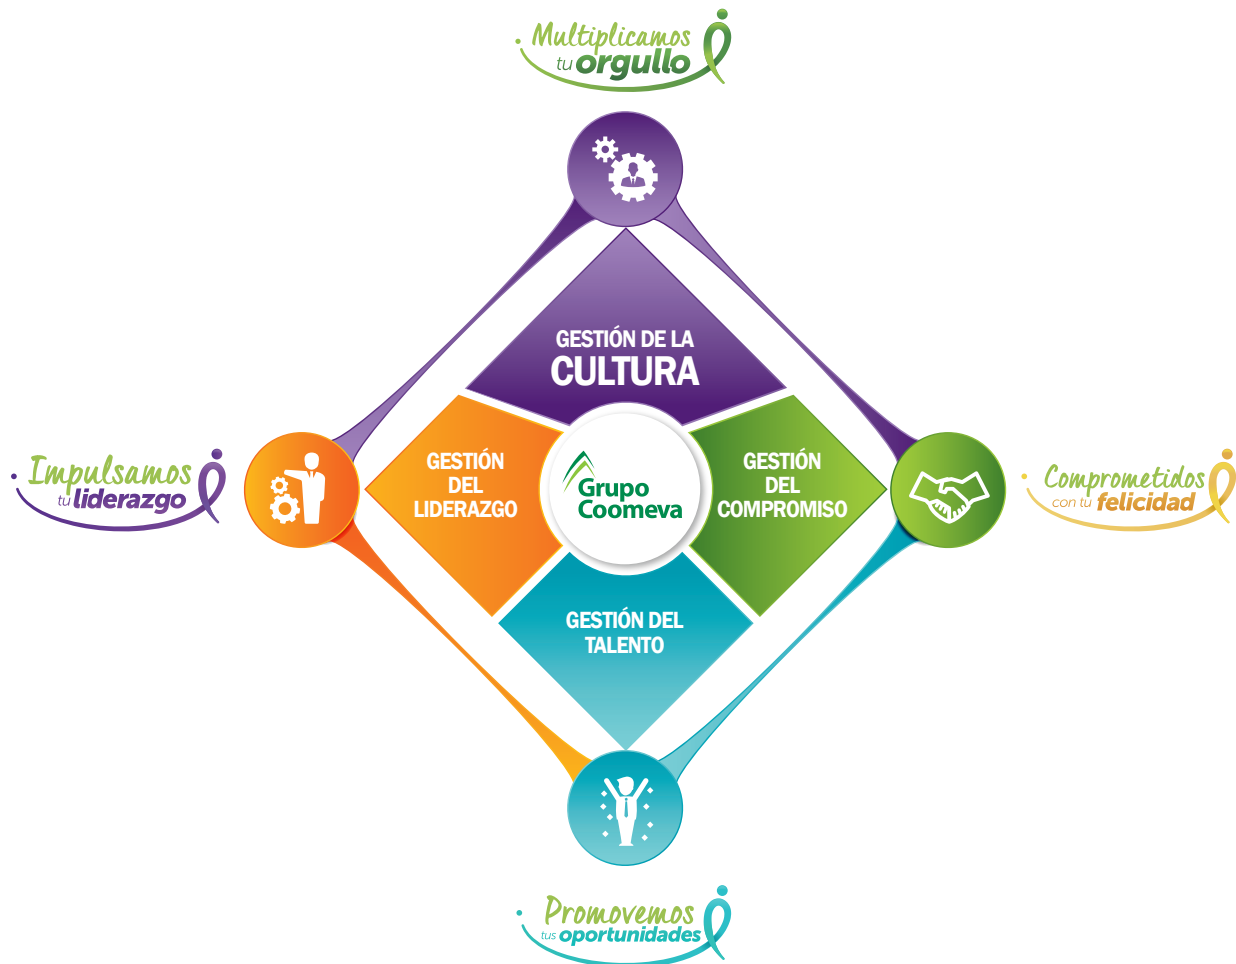 Multiplicamos
tu orgullo
GESTIÓN DE LA
CULTURA
Impulsamos
tu liderazgo
GESTIÓN
DEL
LIDERAZGO
Grupo
Coomeva
GESTIÓN
DEL
COMPROMISO
Comprometidos
con tu felicidad
GESTIÓN DEL
TALENTO
Promovemos
tus oportunidades